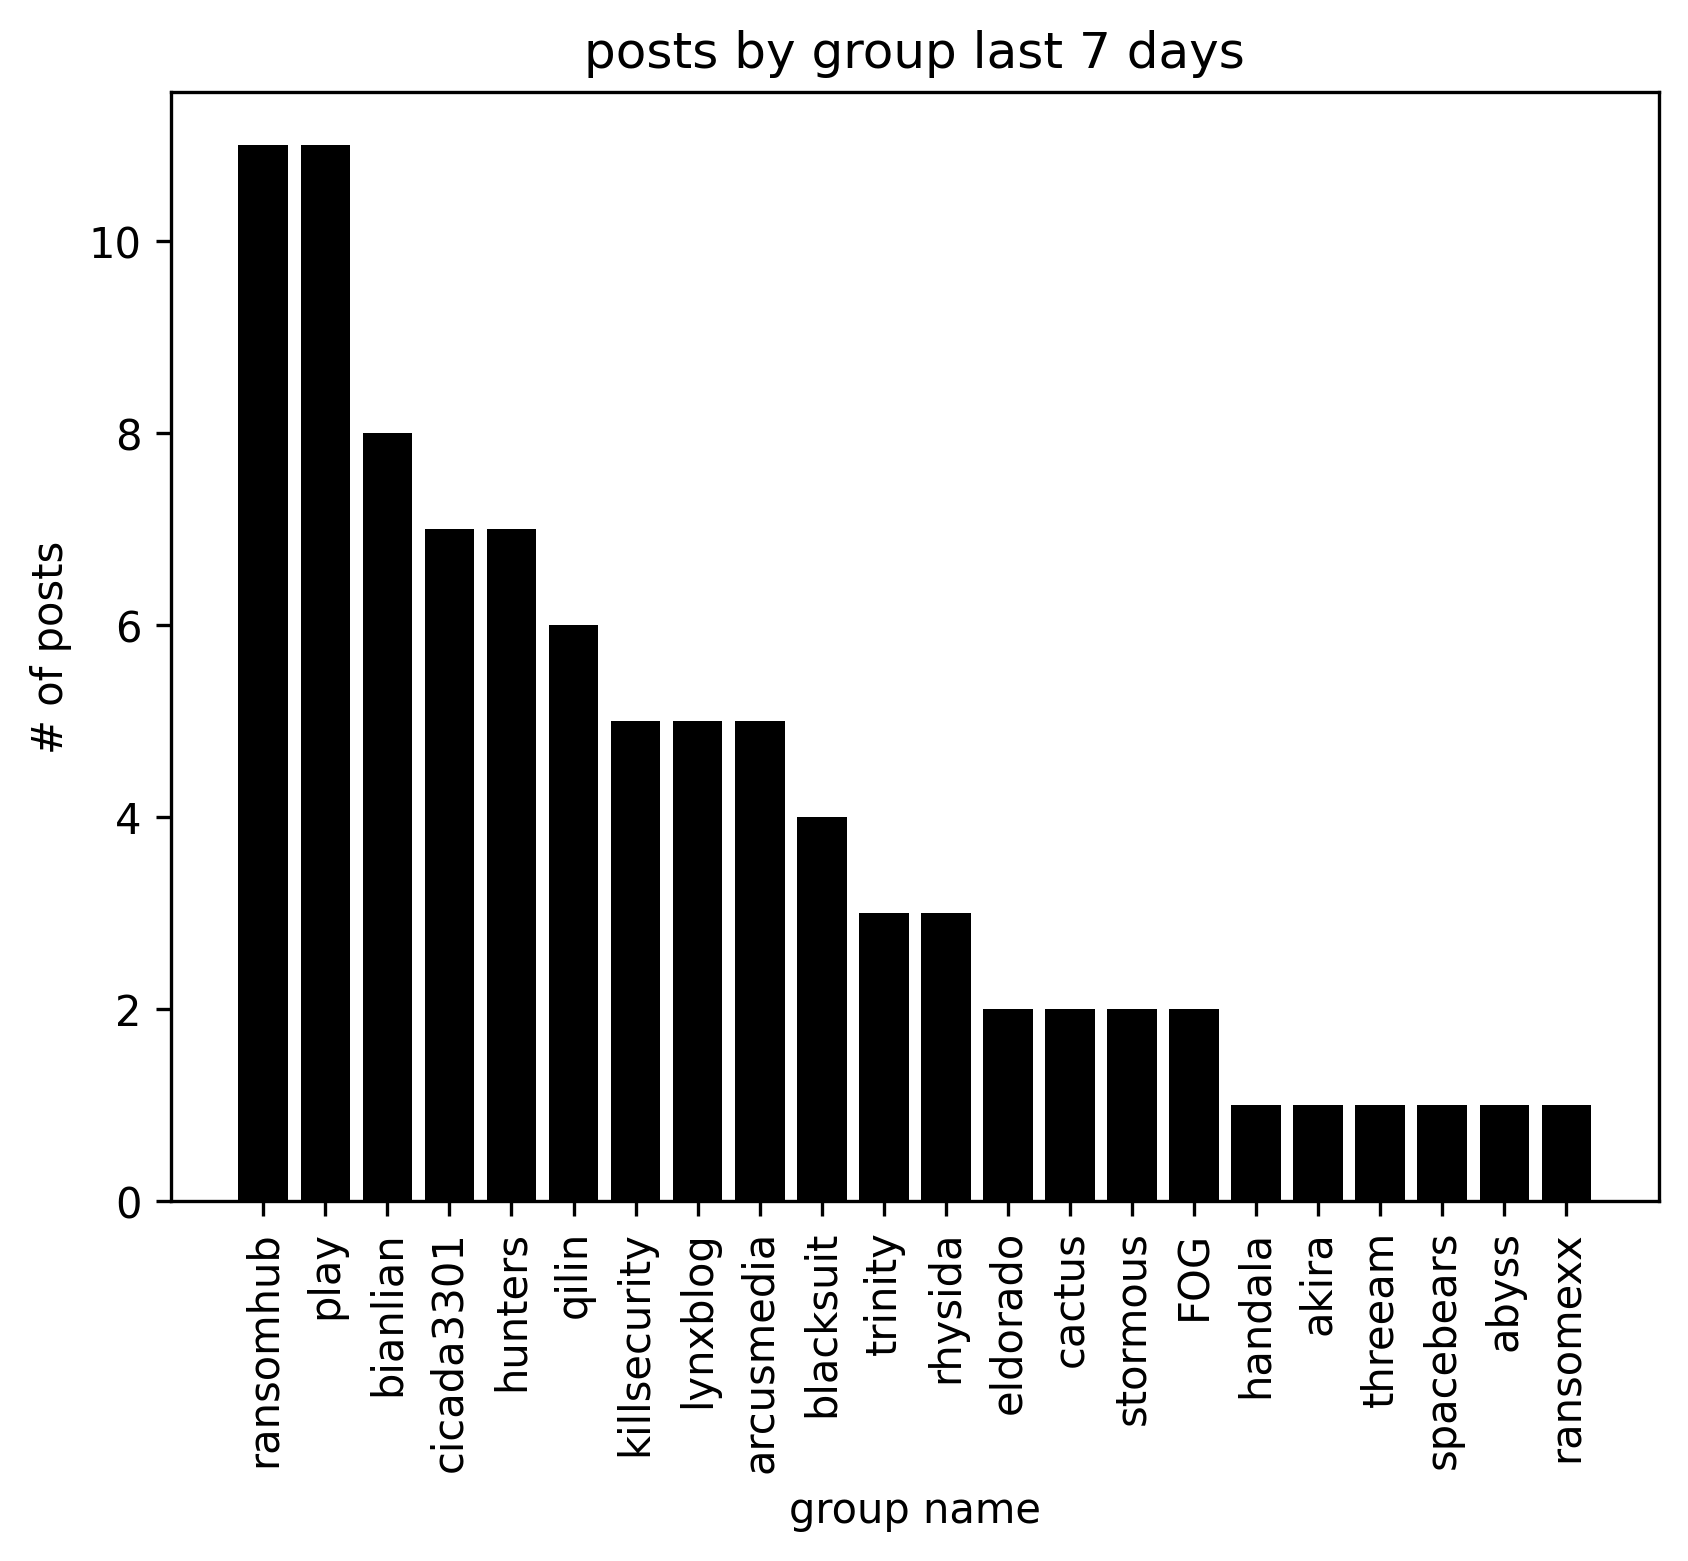 posts by group last 7 days
# of posts
10
8
6
4
2
0
ransomhub
play
bianlian
cicada3301
hunters
qilin
killsecurity
lynxblog
arcusmedia
blacksuit
trinity
rhysida
eldorado
cactus
stormous
FOG
handala
akira
threeam
spacebears
abyss
ransomexx
group name